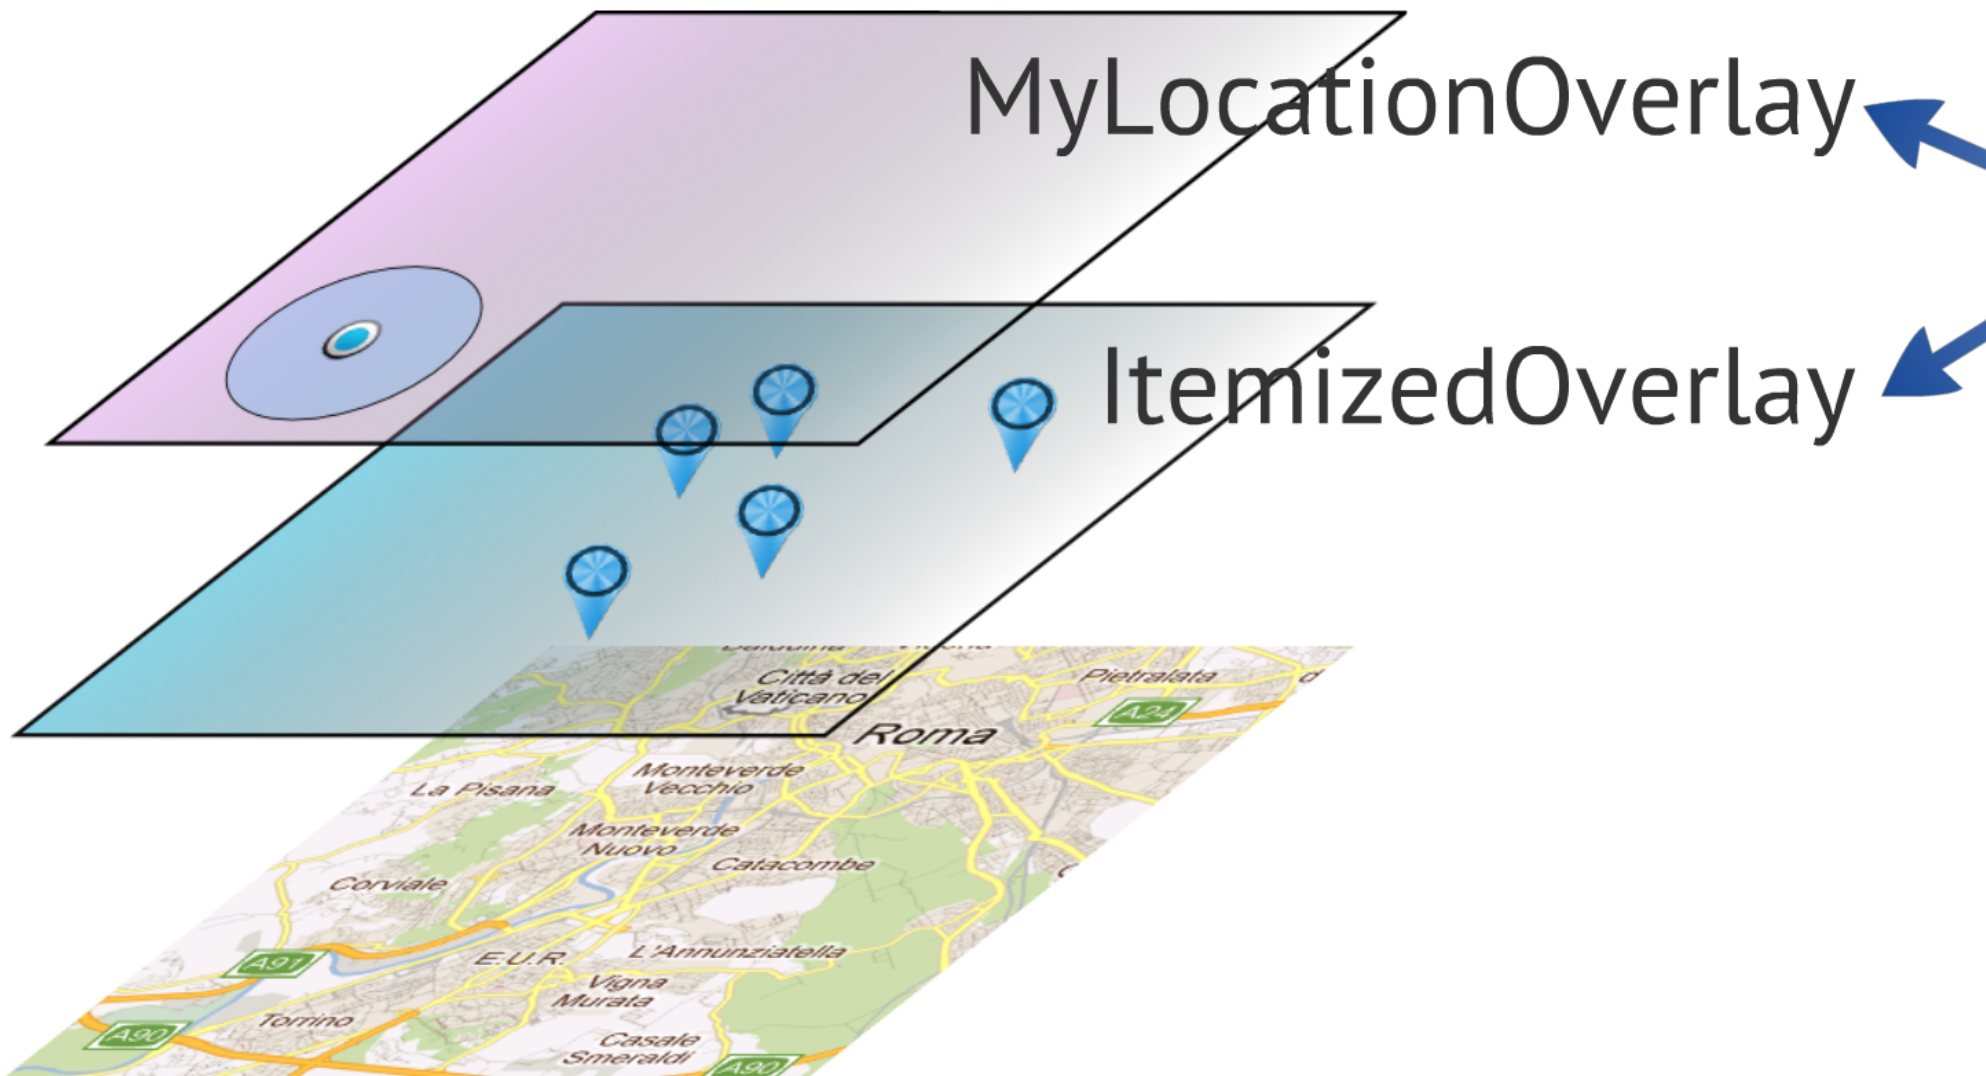 MyLocationOverlay
ItemizedOverlay
Città del
Vaticano
Pietralata
A24
Roma
Monteverde
Vecchio
La Pisana
Monteverde
Nuovo
Catacombe
Corviale
L'Annunziatella
E.U.R.
A91
Vigna
Murata
Torrino
A90
Casale
Smeraldi
A90